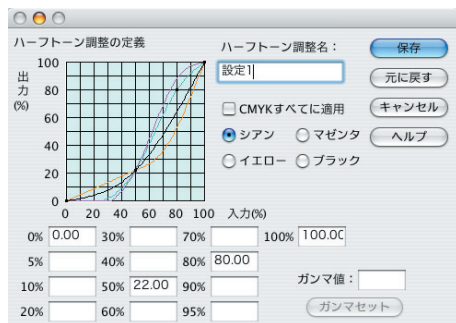 ハーフトーン調整の定義
ハーフトーン調整名：
設定1
保存
元に戻す
キャンセル
ヘルプ
CMYKすべてに適用
シアン
マゼンタ
イエロー
ブラック
出力(%)
100
80
60
40
20
0
0 20 40 60 80 100 入力(%)
0% 0.00 30% 70% 100% 100.0C
5% 40% 80% 80.00
10% 50% 22.00 90% ガンマ値：
20% 60% 95% ガンマセット